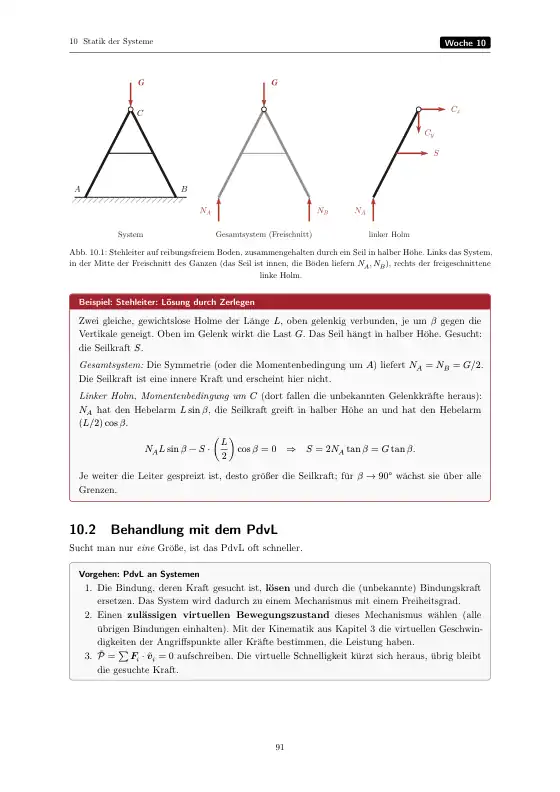 10 Statik der Systeme
Woche 10
G
C
A
B
System
G
N_A
N_B
Gesamtsystem (Freischnitt)
C_x
C_y
S
N_A
linker Holm
Abb. 10.1: Stehleiter auf reibungsfreiem Boden, zusammengehalten durch ein Seil in halber Höhe. Links das System,
in der Mitte der Freischnitt des Ganzen (das Seil ist innen, die Böden liefern N_A, N_B), rechts der freigeschnittene
linke Holm.
Beispiel: Stehleiter: Lösung durch Zerlegen
Zwei gleiche, gewichtslose Holme der Länge L, oben gelenkig verbunden, je um β gegen die
Vertikale geneigt. Oben im Gelenk wirkt die Last G. Das Seil hängt in halber Höhe. Gesucht:
die Seilkraft S.
Gesamtsystem: Die Symmetrie (oder die Momentenbedingung um A) liefert N_A = N_B = G/2.
Die Seilkraft ist eine innere Kraft und erscheint hier nicht.
Linker Holm, Momentenbedingung um C (dort fallen die unbekannten Gelenkkräfte heraus):
N_A hat den Hebelarm L sin β, die Seilkraft greift in halber Höhe an und hat den Hebelarm
(L/2) cos β.
N_A L sin β − S · (L/2) cos β = 0 ⇒ S = 2N_A tan β = G tan β.
Je weiter die Leiter gespreizt ist, desto größer die Seilkraft; für β → 90° wächst sie über alle
Grenzen.
10.2 Behandlung mit dem PdvL
Sucht man nur eine Größe, ist das PdvL oft schneller.
Vorgehen: PdvL an Systemen
1. Die Bindung, deren Kraft gesucht ist, lösen und durch die (unbekannte) Bindungskraft
ersetzen. Das System wird dadurch zu einem Mechanismus mit einem Freiheitsgrad.
2. Einen zulässigen virtuellen Bewegungszustand dieses Mechanismus wählen (alle
übrigen Bindungen einhalten). Mit der Kinematik aus Kapitel 3 die virtuellen Geschwin-
digkeiten der Angriffspunkte aller Kräfte bestimmen, die Leistung haben.
3. P̃ = ∑ F_i · ṽ_i = 0 aufschreiben. Die virtuelle Schnelligkeit kürzt sich heraus, übrig bleibt
die gesuchte Kraft.
91